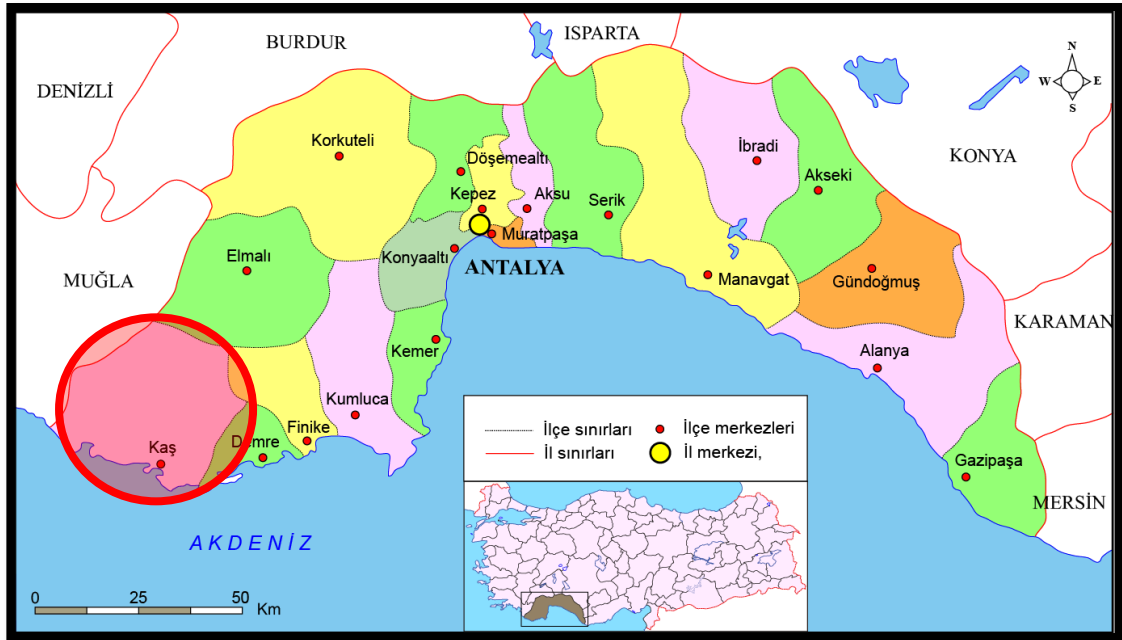 ISPARTA
BURDUR
N
W E
S
DENİZLİ
Korkuteli
İbradi
KONYA
Döşemealtı
Akseki
Kepez
Aksu
Serik
Muratpaşa
Elmalı
Konyaaltı
ANTALYA
MUĞLA
Manavgat
Gündoğmuş
KARAMAN
Kemer
Alanya
Kumluca
Finike
Demre
Kaş
İlçe sınırları
İlçe merkezleri
İl sınırları
İl merkezi,
Gazipaşa
MERSİN
AKDENİZ
0 50
Km